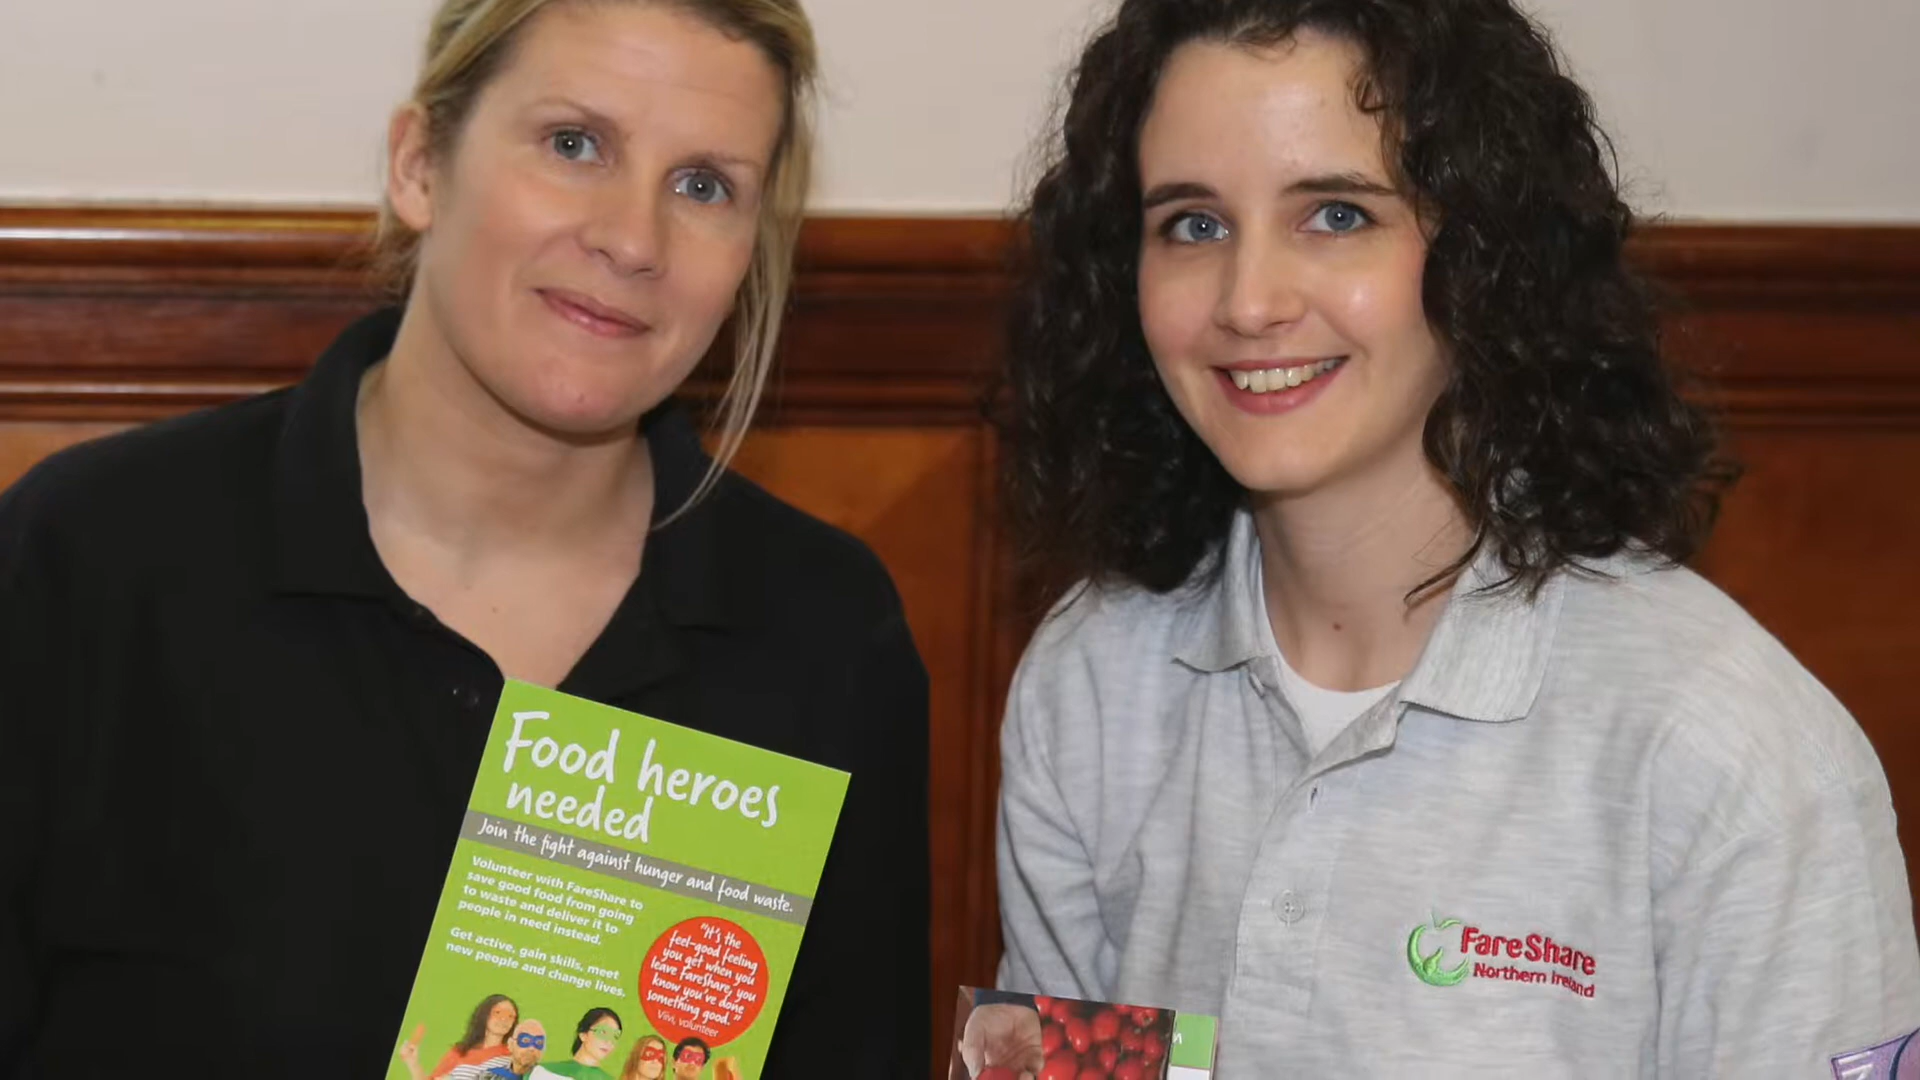 Food heroes
needed
Join the fight against hunger and food waste.
Volunteer with FareShare to
save good food from going
to waste and deliver it to
people in need instead.
Get active, gain skills, meet
new people and change lives.
"It's the
feel-good feeling
you get when you
leave FareShare, you
know you've done
something good."
Viivi, volunteer
FareShare
Northern Ireland